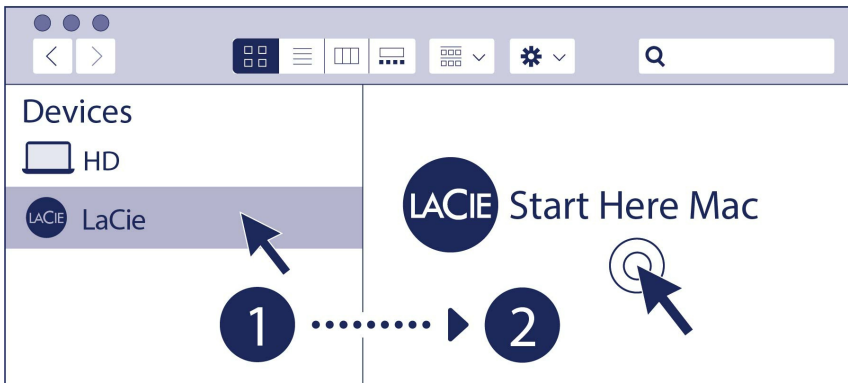 Devices
HD
LACIE LaCie
LACIE Start Here Mac
1
2